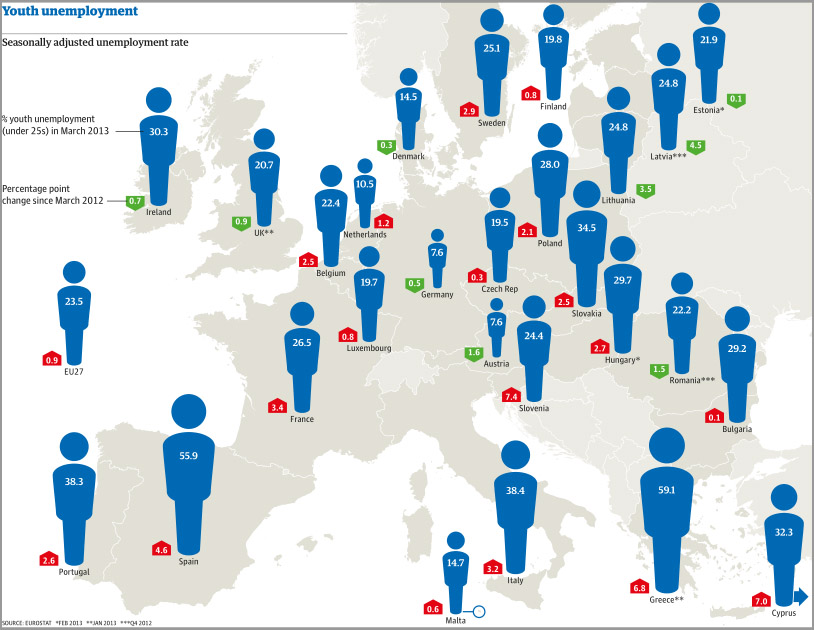 Youth unemployment
Seasonally adjusted unemployment rate
% youth unemployment
(under 25s) in March 2013
Percentage point
change since March 2012
30.3
0.7
Ireland
20.7
0.9
UK**
14.5
0.3
Denmark
25.1
2.9
Sweden
19.8
0.8
Finland
21.9
0.1
Estonia*
24.8
4.5
Latvia***
24.8
3.5
Lithuania
22.4
2.5
Belgium
10.5
1.2
Netherlands
7.6
0.5
Germany
19.5
0.3
Czech Rep
28.0
2.1
Poland
34.5
2.5
Slovakia
23.5
0.9
EU27
26.5
3.4
France
19.7
0.8
Luxembourg
7.6
1.6
Austria
24.4
7.4
Slovenia
29.7
2.7
Hungary*
22.2
1.5
Romania***
29.2
0.1
Bulgaria
38.3
2.6
Portugal
55.9
4.6
Spain
14.7
0.6
Malta
38.4
3.2
Italy
59.1
6.8
Greece**
32.3
7.0
Cyprus
SOURCE: EUROSTAT *FEB 2013 **JAN 2013 ***Q4 2012